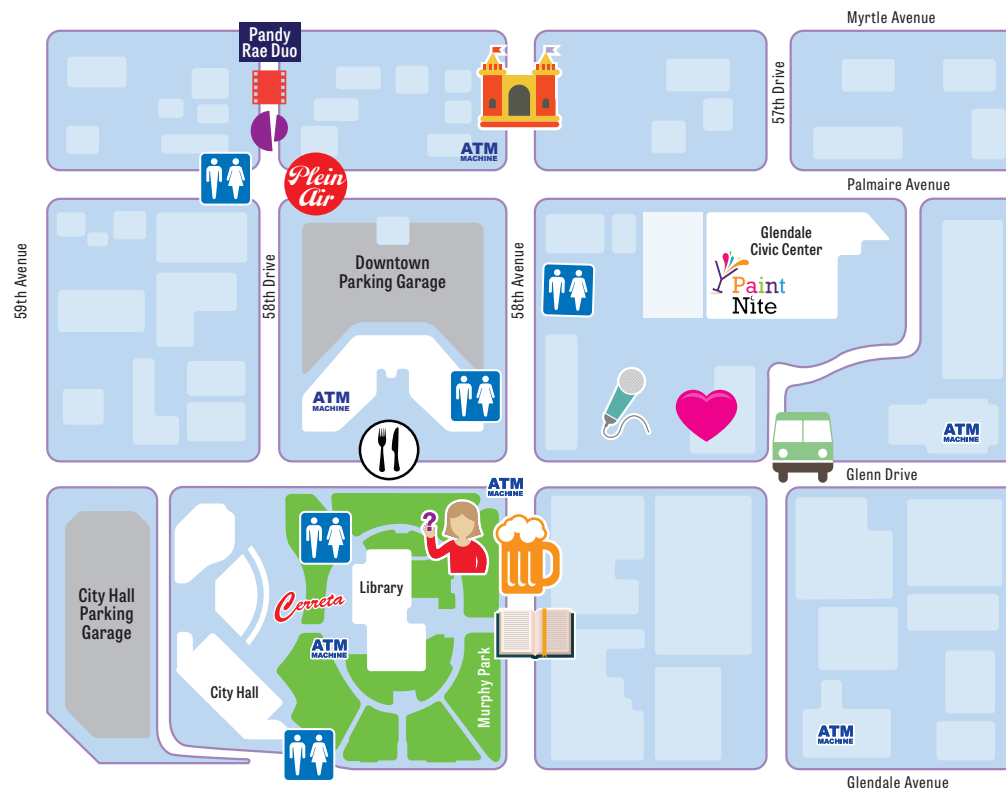 Myrtle Avenue
Pandy
Rae Duo
57th Drive
ATM
MACHINE
Plein
Air
Palmaire Avenue
59th Avenue
58th Drive
Downtown
Parking Garage
58th Avenue
Glendale
Civic Center
Paint
Nite
ATM
MACHINE
ATM
MACHINE
Glenn Drive
ATM
MACHINE
?
City Hall
Parking
Garage
Cerreta
Library
ATM
MACHINE
City Hall
Murphy Park
ATM
MACHINE
Glendale Avenue